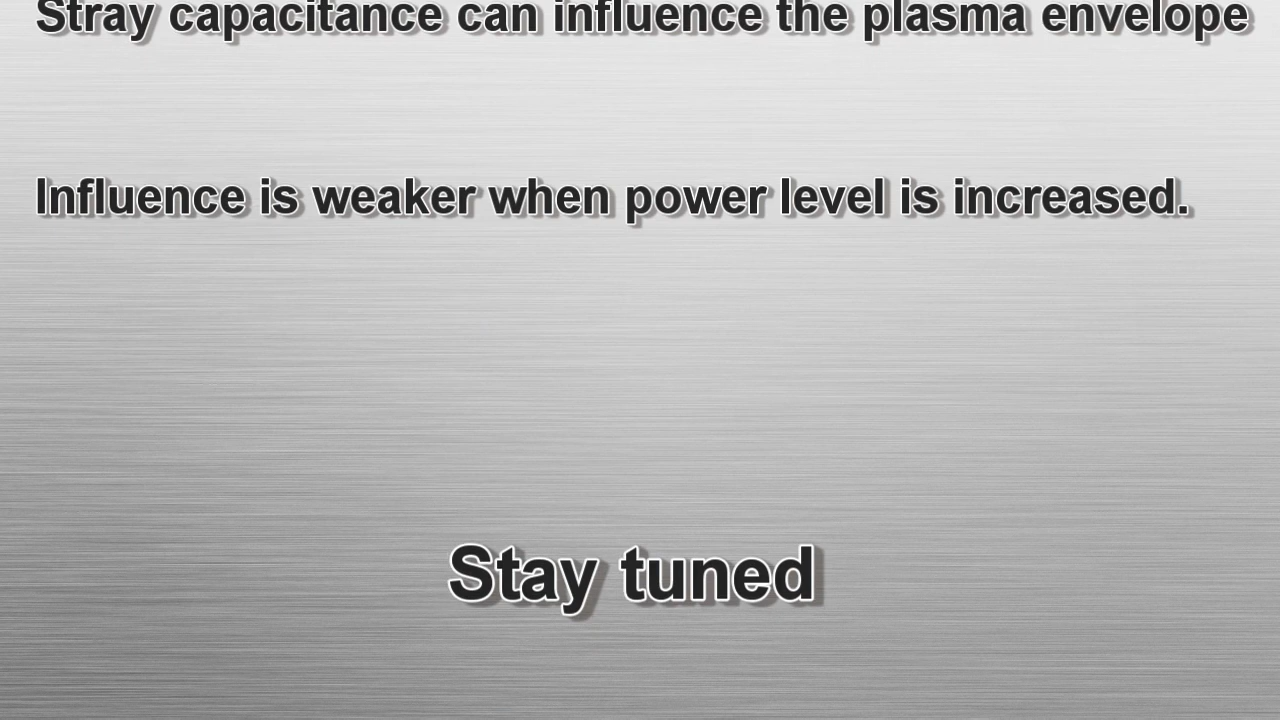 Stray capacitance can influence the plasma envelope
Influence is weaker when power level is increased.
Stay tuned